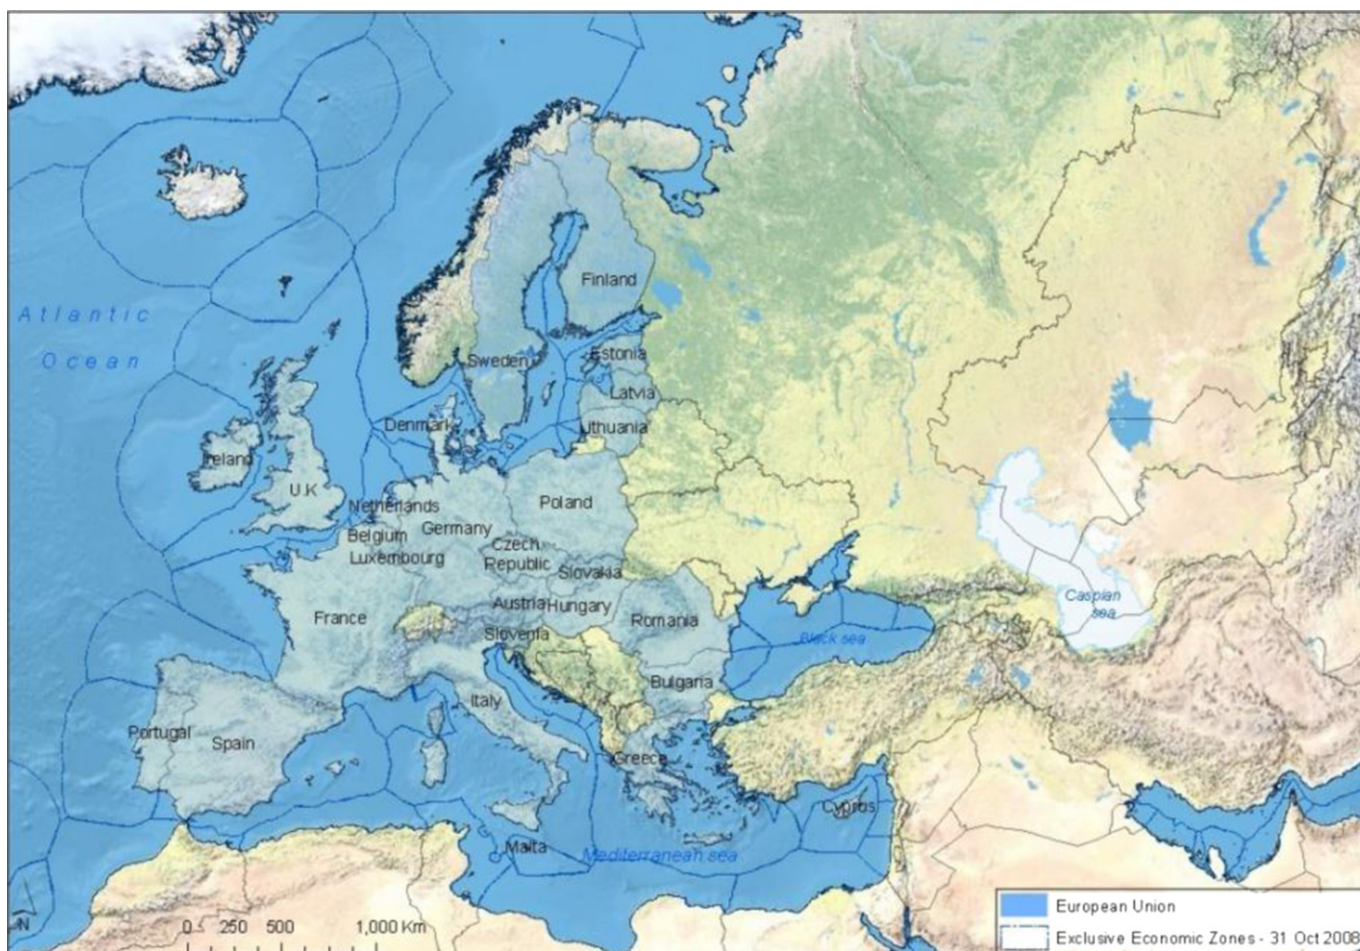 Atlantic
Ocean
Finland
Sweden
Estonia
Latvia
Lithuania
Denmark
Ireland
U.K
Netherlands
Belgium
Luxembourg
Germany
Poland
Czech
Republic
Slovakia
Austria
Hungary
Slovenia
France
Romania
Bulgaria
Black sea
Caspian
sea
Italy
Portugal
Spain
Greece
Cyprus
Malta
Mediterranean sea
N
0 250 500 1,000 Km
European Union
Exclusive Economic Zones - 31 Oct 2008